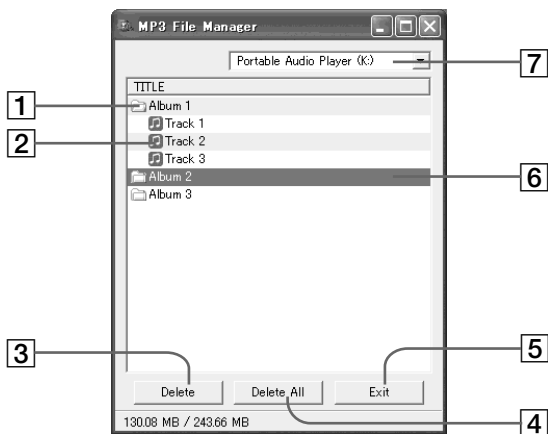 MP3 File Manager
7
Portable Audio Player (K:)
TITLE
1
Album 1
Track 1
2
Track 2
Track 3
Album 2
6
Album 3
3
5
Delete
Delete All
Exit
130.08 MB / 243.66 MB
4